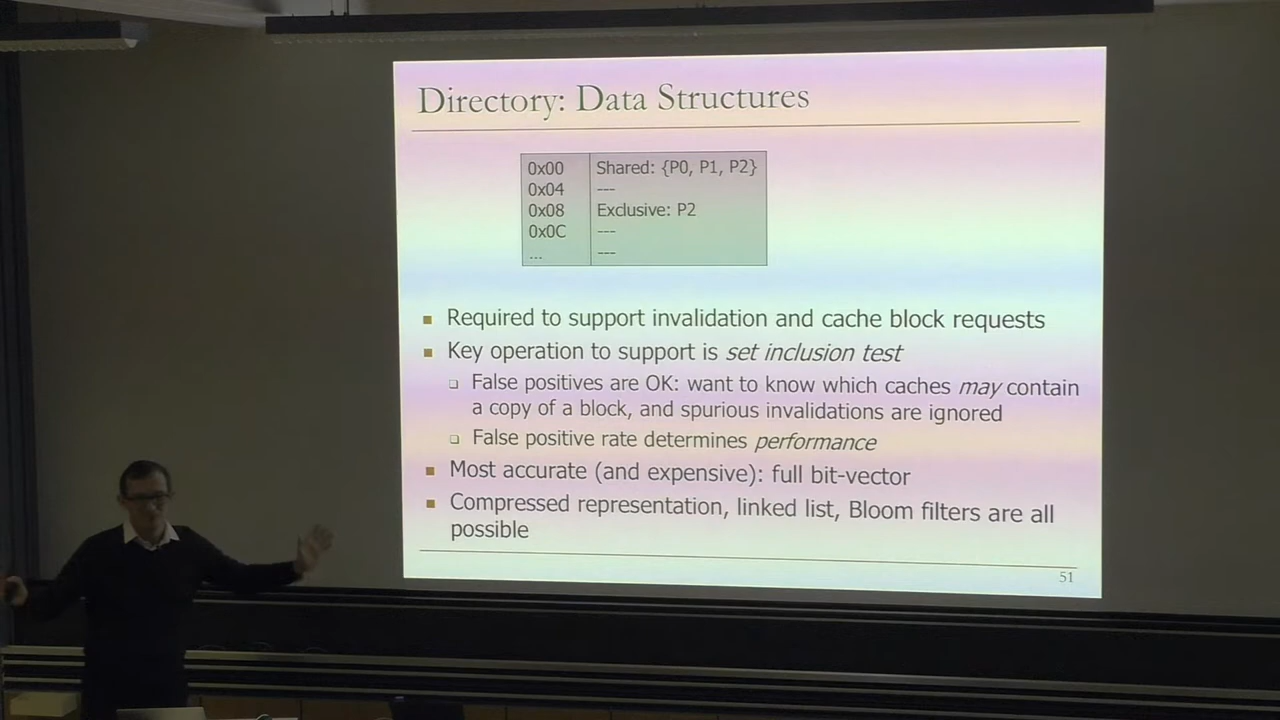 Directory: Data Structures
0x00 Shared: {P0, P1, P2}
0x04 ---
0x08 Exclusive: P2
0x0C ---
... ---
Required to support invalidation and cache block requests
Key operation to support is set inclusion test
False positives are OK: want to know which caches may contain
a copy of a block, and spurious invalidations are ignored
False positive rate determines performance
Most accurate (and expensive): full bit-vector
Compressed representation, linked list, Bloom filters are all
possible
51